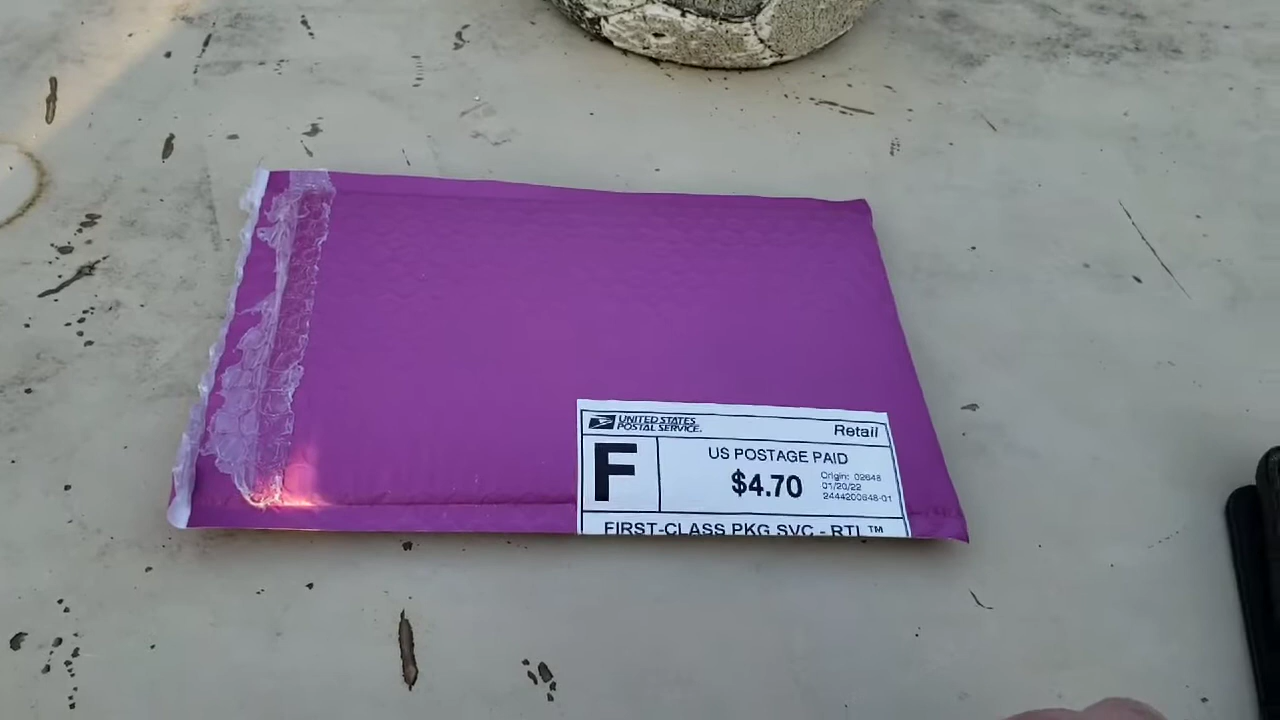 UNITED STATES
POSTAL SERVICE.
Retail
F
US POSTAGE PAID
$4.70
Origin: 02648
01/20/22
2444200648-01
FIRST-CLASS PKG SVC - RTL™